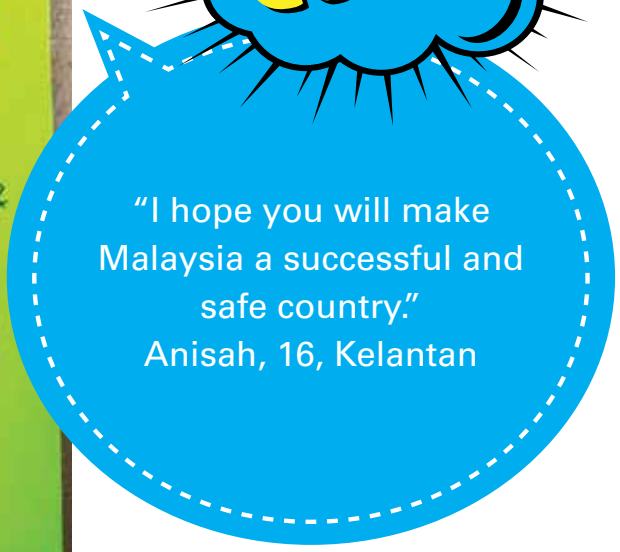 “I hope you will make
Malaysia a successful and
safe country.”
Anisah, 16, Kelantan